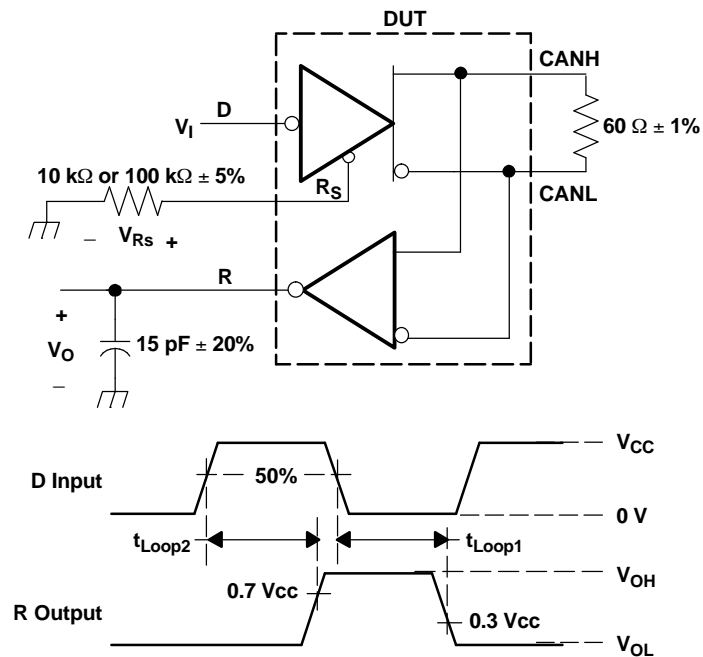 DUT
CANH
D
V_I
60 Ω ± 1%
10 kΩ or 100 kΩ ± 5%
R_S
CANL
– V_Rs +
R
+
V_O
15 pF ± 20%
–
V_CC
D Input
50%
0 V
t_Loop2
t_Loop1
V_OH
0.7 Vcc
R Output
0.3 Vcc
V_OL